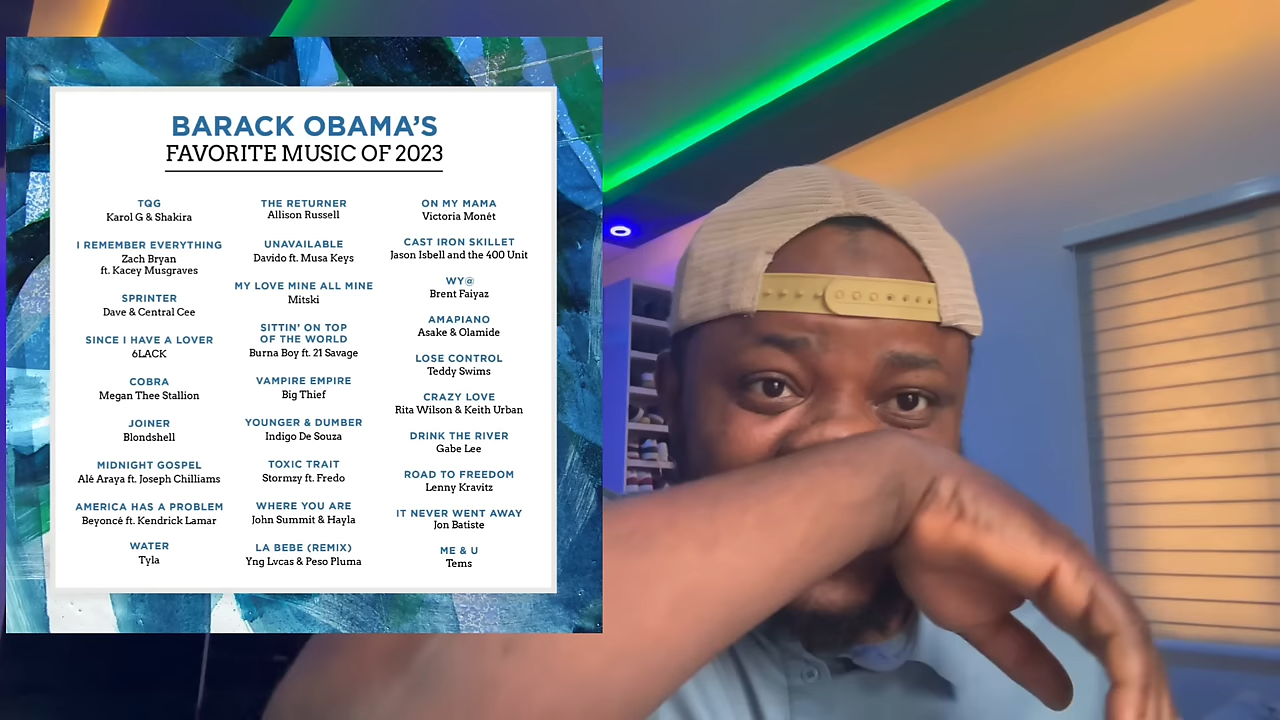 BARACK OBAMA'S
FAVORITE MUSIC OF 2023
TQG
Karol G & Shakira
I REMEMBER EVERYTHING
Zach Bryan
ft. Kacey Musgraves
SPRINTER
Dave & Central Cee
SINCE I HAVE A LOVER
6LACK
COBRA
Megan Thee Stallion
JOINER
Blondshell
MIDNIGHT GOSPEL
Alé Araya ft. Joseph Chilliams
AMERICA HAS A PROBLEM
Beyoncé ft. Kendrick Lamar
WATER
Tyla
THE RETURNER
Allison Russell
UNAVAILABLE
Davido ft. Musa Keys
MY LOVE MINE ALL MINE
Mitski
SITTIN' ON TOP
OF THE WORLD
Burna Boy ft. 21 Savage
VAMPIRE EMPIRE
Big Thief
YOUNGER & DUMBER
Indigo De Souza
TOXIC TRAIT
Stormzy ft. Fredo
WHERE YOU ARE
John Summit & Hayla
LA BEBE (REMIX)
Yng Lvcas & Peso Pluma
ON MY MAMA
Victoria Monét
CAST IRON SKILLET
Jason Isbell and the 400 Unit
WY@
Brent Faiyaz
AMAPIANO
Asake & Olamide
LOSE CONTROL
Teddy Swims
CRAZY LOVE
Rita Wilson & Keith Urban
DRINK THE RIVER
Gabe Lee
ROAD TO FREEDOM
Lenny Kravitz
IT NEVER WENT AWAY
Jon Batiste
ME & U
Tems